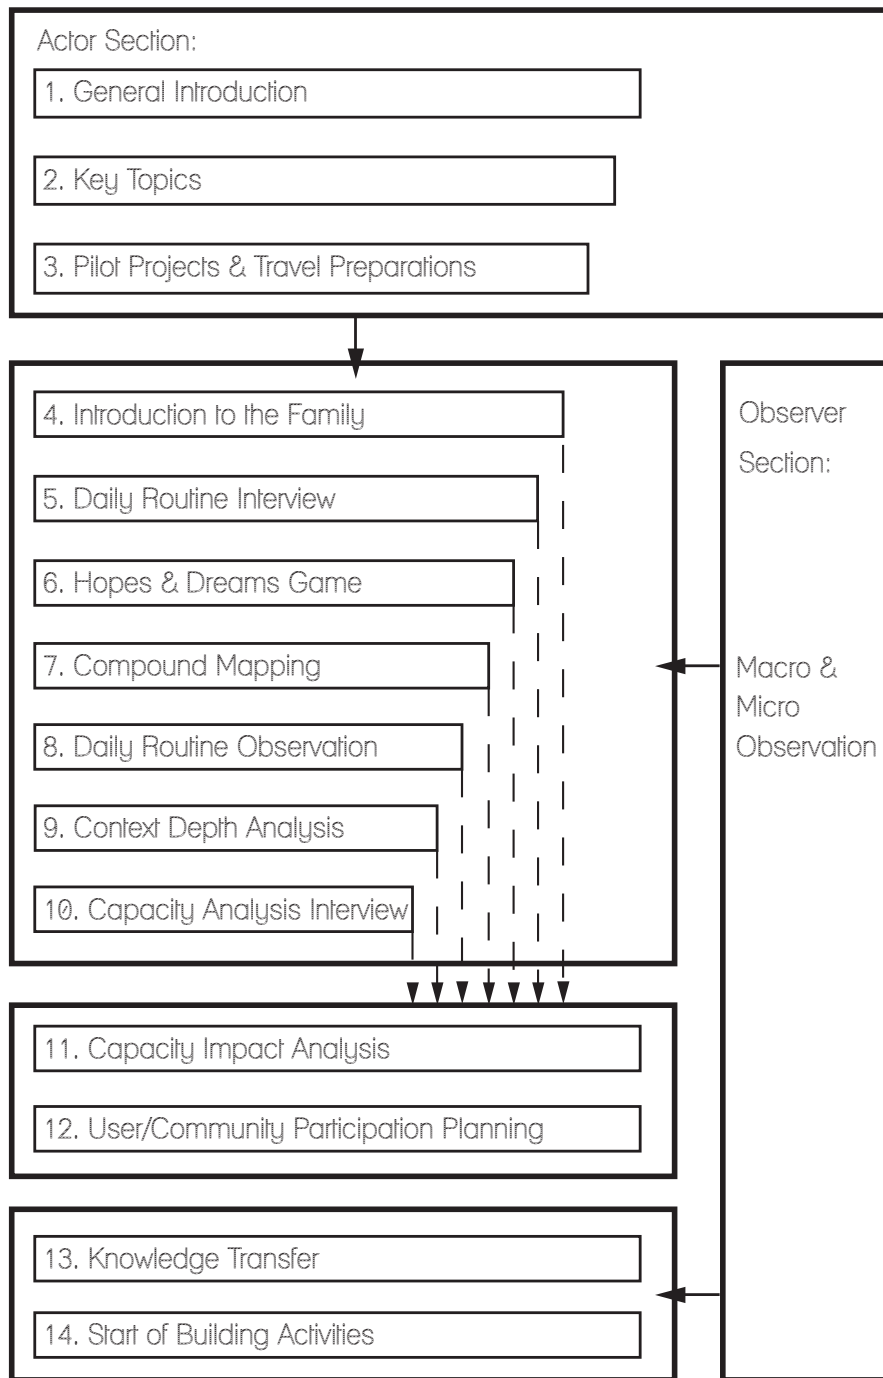 Actor Section:
1. General Introduction
2. Key Topics
3. Pilot Projects & Travel Preparations
4. Introduction to the Family
5. Daily Routine Interview
6. Hopes & Dreams Game
7. Compound Mapping
8. Daily Routine Observation
9. Context Depth Analysis
10. Capacity Analysis Interview
11. Capacity Impact Analysis
12. User/Community Participation Planning
13. Knowledge Transfer
14. Start of Building Activities
Observer
Section:
Macro &
Micro
Observation